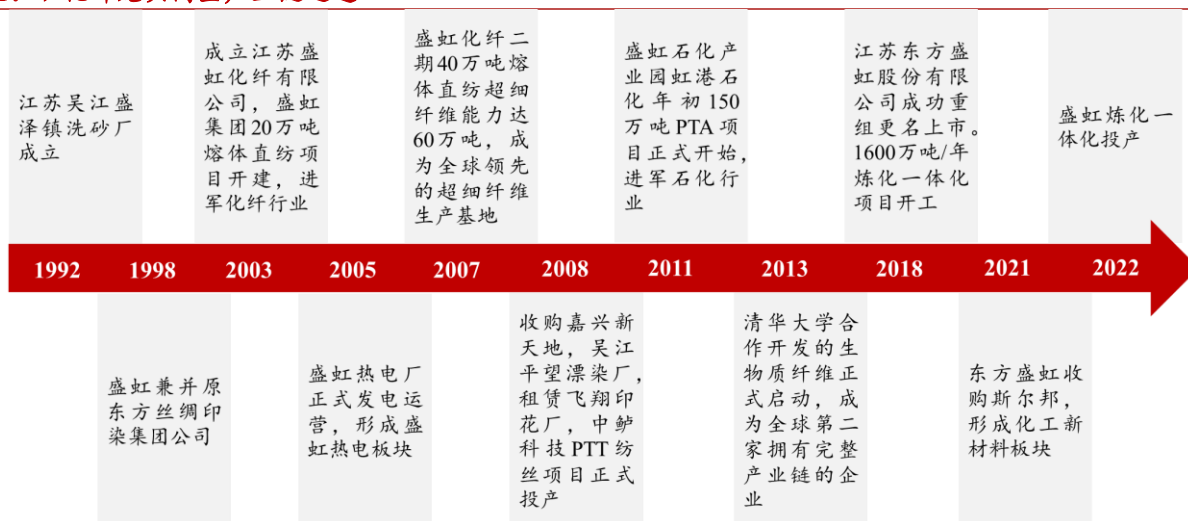 江苏吴江盛
泽镇洗砂厂
成立
成立江苏盛
虹化纤有限
公司，盛虹
集团20万吨
熔体直纺项
目开建，进
军化纤行业
盛虹化纤二
期40万吨熔
体直纺超细
纤维能力达
60万吨，成
为全球领先
的超细纤维
生产基地
盛虹石化产
业园虹港石
化年初150
万吨PTA项
目正式开始，
进军石化行
业
江苏东方盛
虹股份有限
公司成功重
组更名上市。
1600万吨/年
炼化一体化
项目开工
盛虹炼化一
体化投产
1992 1998 2003 2005 2007 2008 2011 2013 2018 2021 2022
盛虹兼并原
东方丝绸印
染集团公司
盛虹热电厂
正式发电运
营，形成盛
虹热电板块
收购嘉兴新
天地，吴江
平望漂染厂，
租赁飞翔印
花厂，中鲈
科技PTT纺
丝项目正式
投产
清华大学合
作开发的生
物质纤维正
式启动，成
为全球第二
家拥有完整
产业链的企
业
东方盛虹收
购斯尔邦，
形成化工新
材料板块